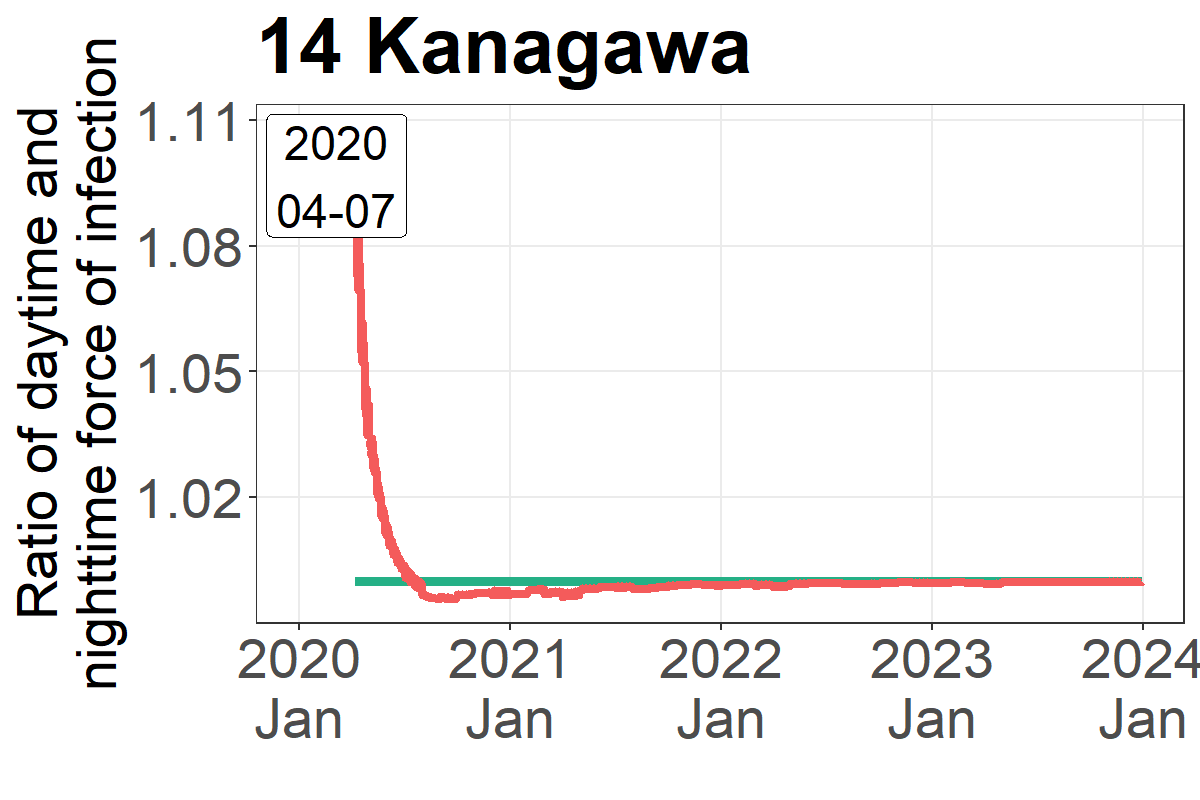 14 Kanagawa
Ratio of daytime and
nighttime force of infection
1.11
1.08
1.05
1.02
2020
04-07
2020
Jan
2021
Jan
2022
Jan
2023
Jan
2024
Jan